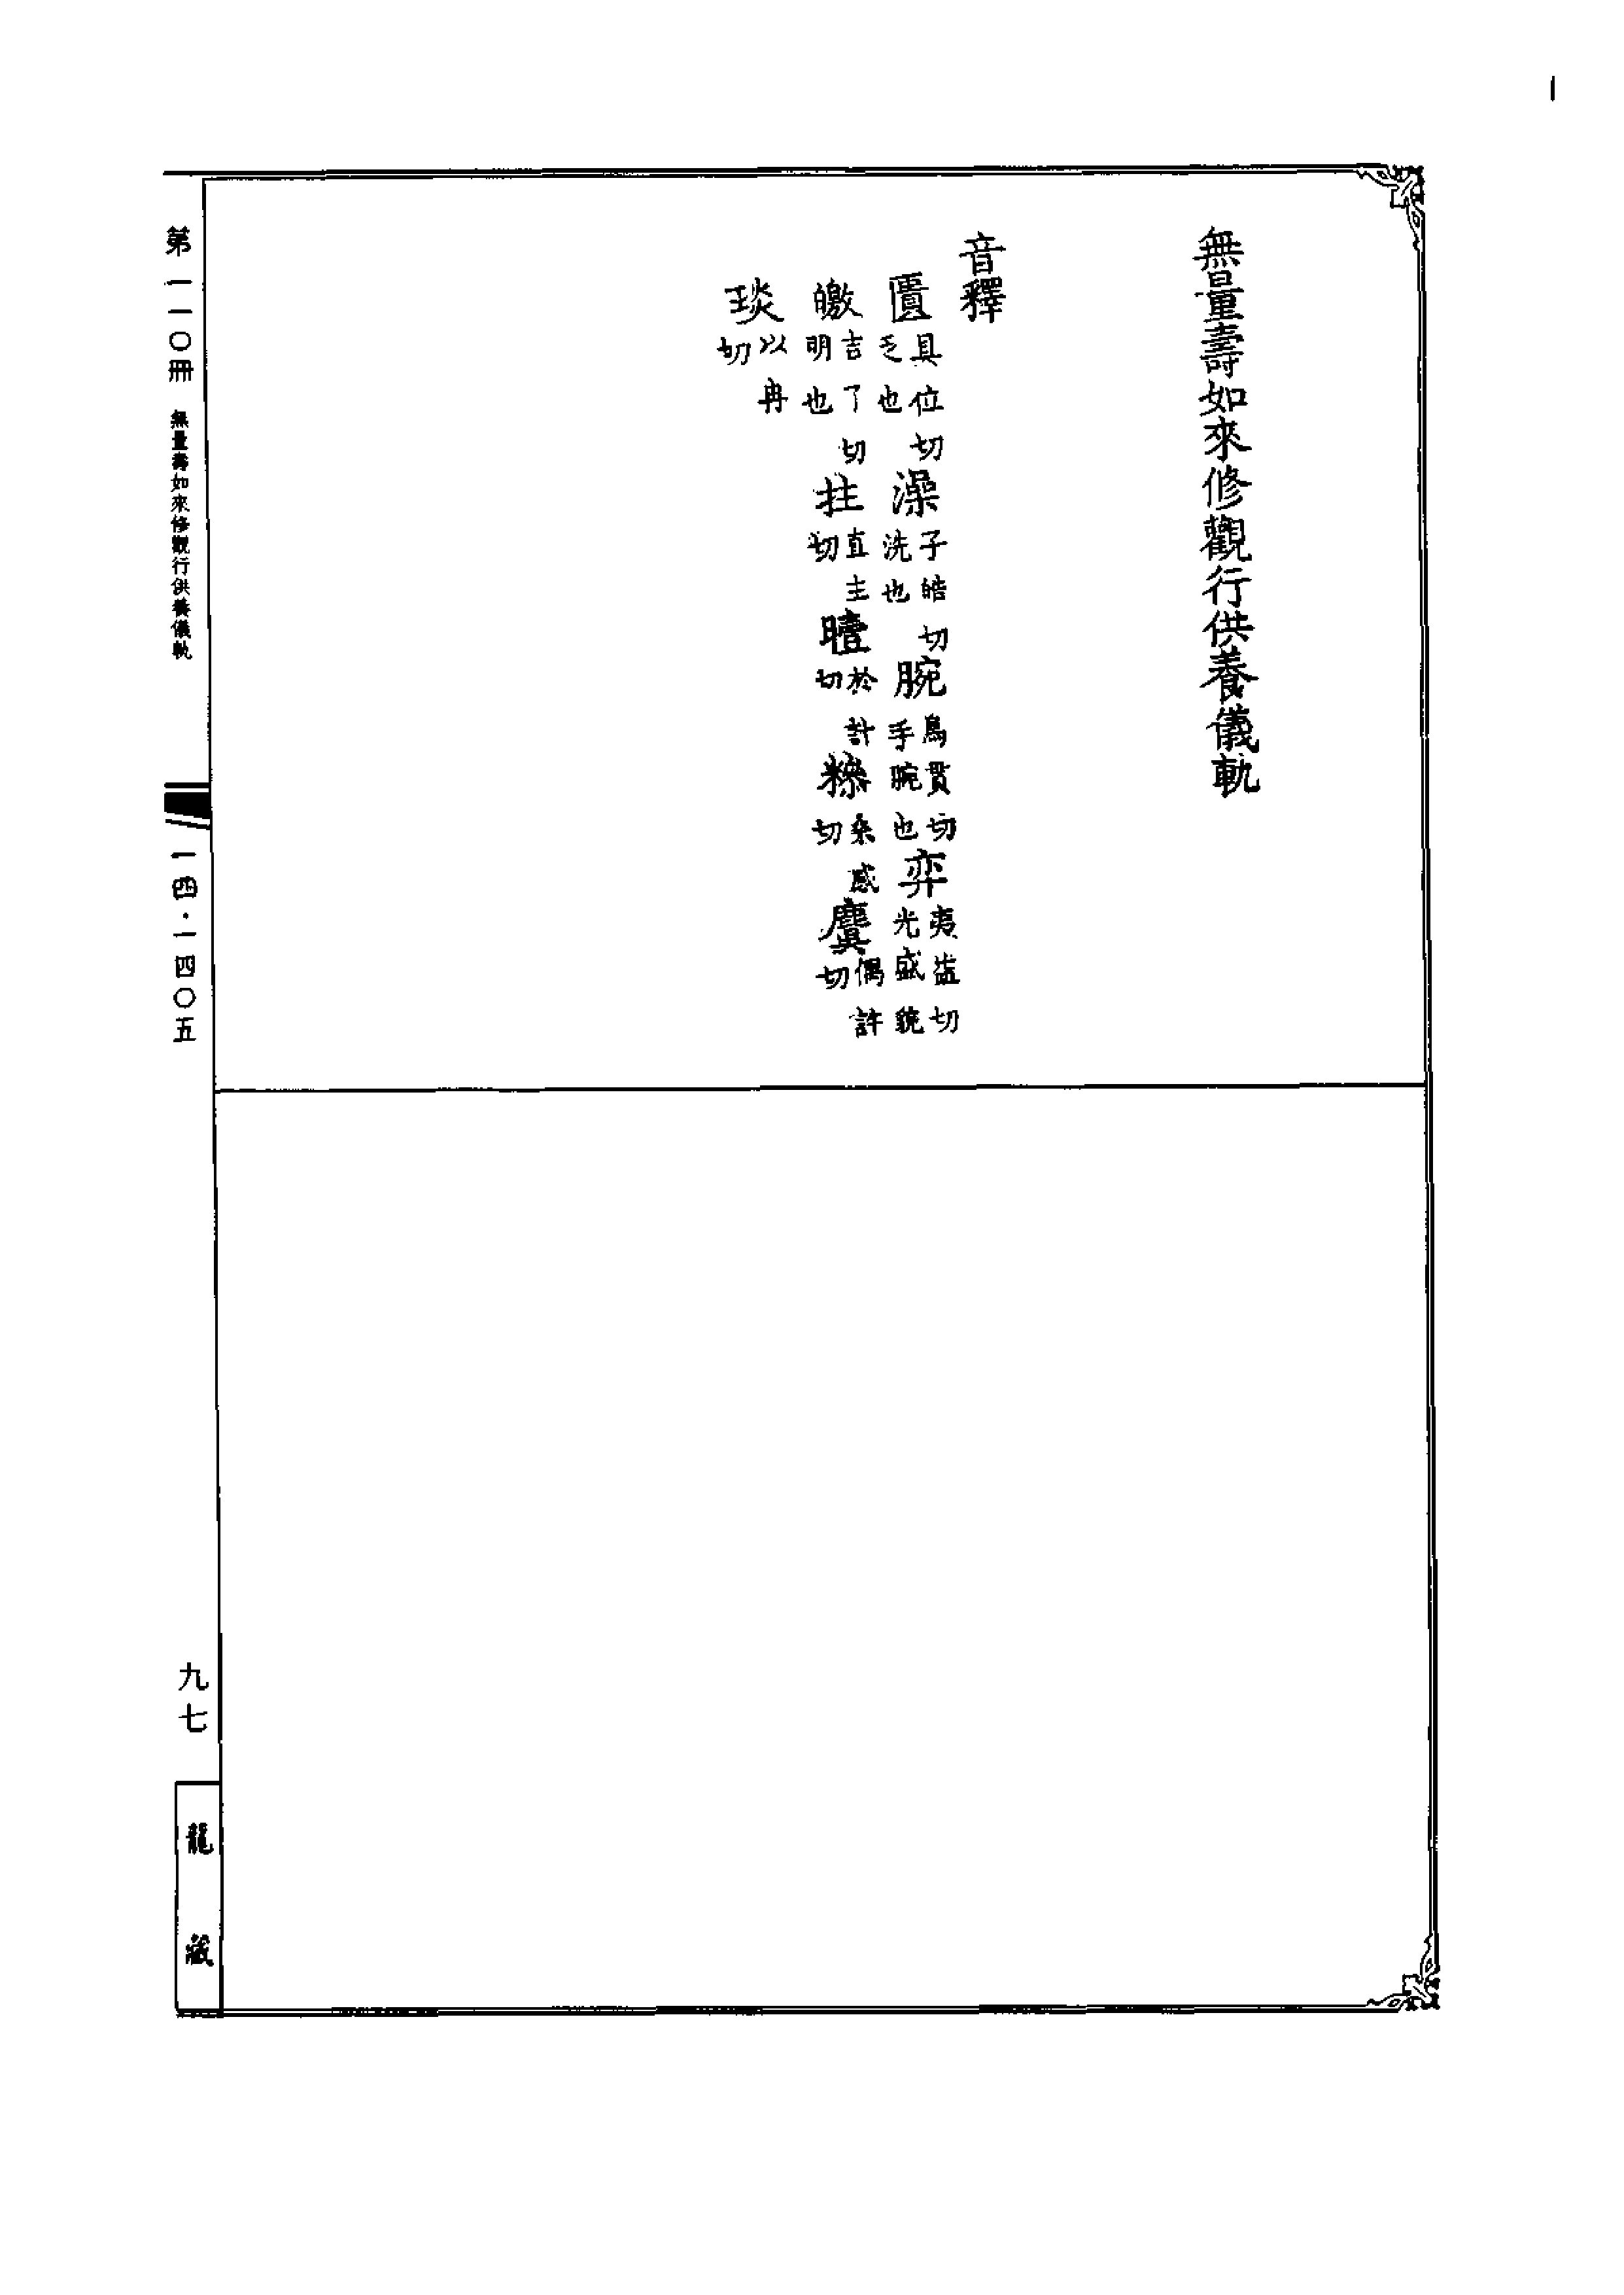 無量壽如來修觀行供養儀軌
音釋
匱具位切乏也 澡子皓切洗也 腕烏貫切手腕也 弈夷益切光盛貌
皦吉了切明也 拄直主切 曀於計切 糝桑感切 麌偶許切
琰以冉切
第一一〇冊 無量壽如來修觀行供養儀軌
一四·一四〇五
九七
龍藏